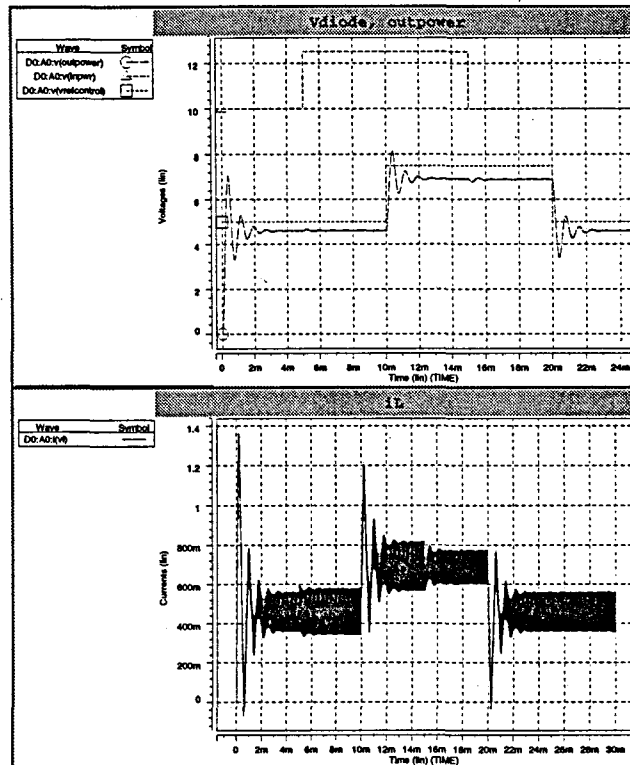 Vdiode, outpower
Wave Symbol
D0:A0:v(outpower)
D0:A0:v(inpwr)
D0:A0:v(vrelcontrol)
Voltages (lin)
12
10
8
6
4
2
0
0 2m 4m 6m 8m 10m 12m 14m 16m 18m 20m 22m 24m
Time (lin) (TIME)
iL
Wave Symbol
D0:A0:i(vl)
Currents (lin)
1.4
1.2
1
800m
600m
400m
200m
0
0 2m 4m 6m 8m 10m 12m 14m 16m 18m 20m 22m 24m 26m 28m 30m
Time (lin) (TIME)